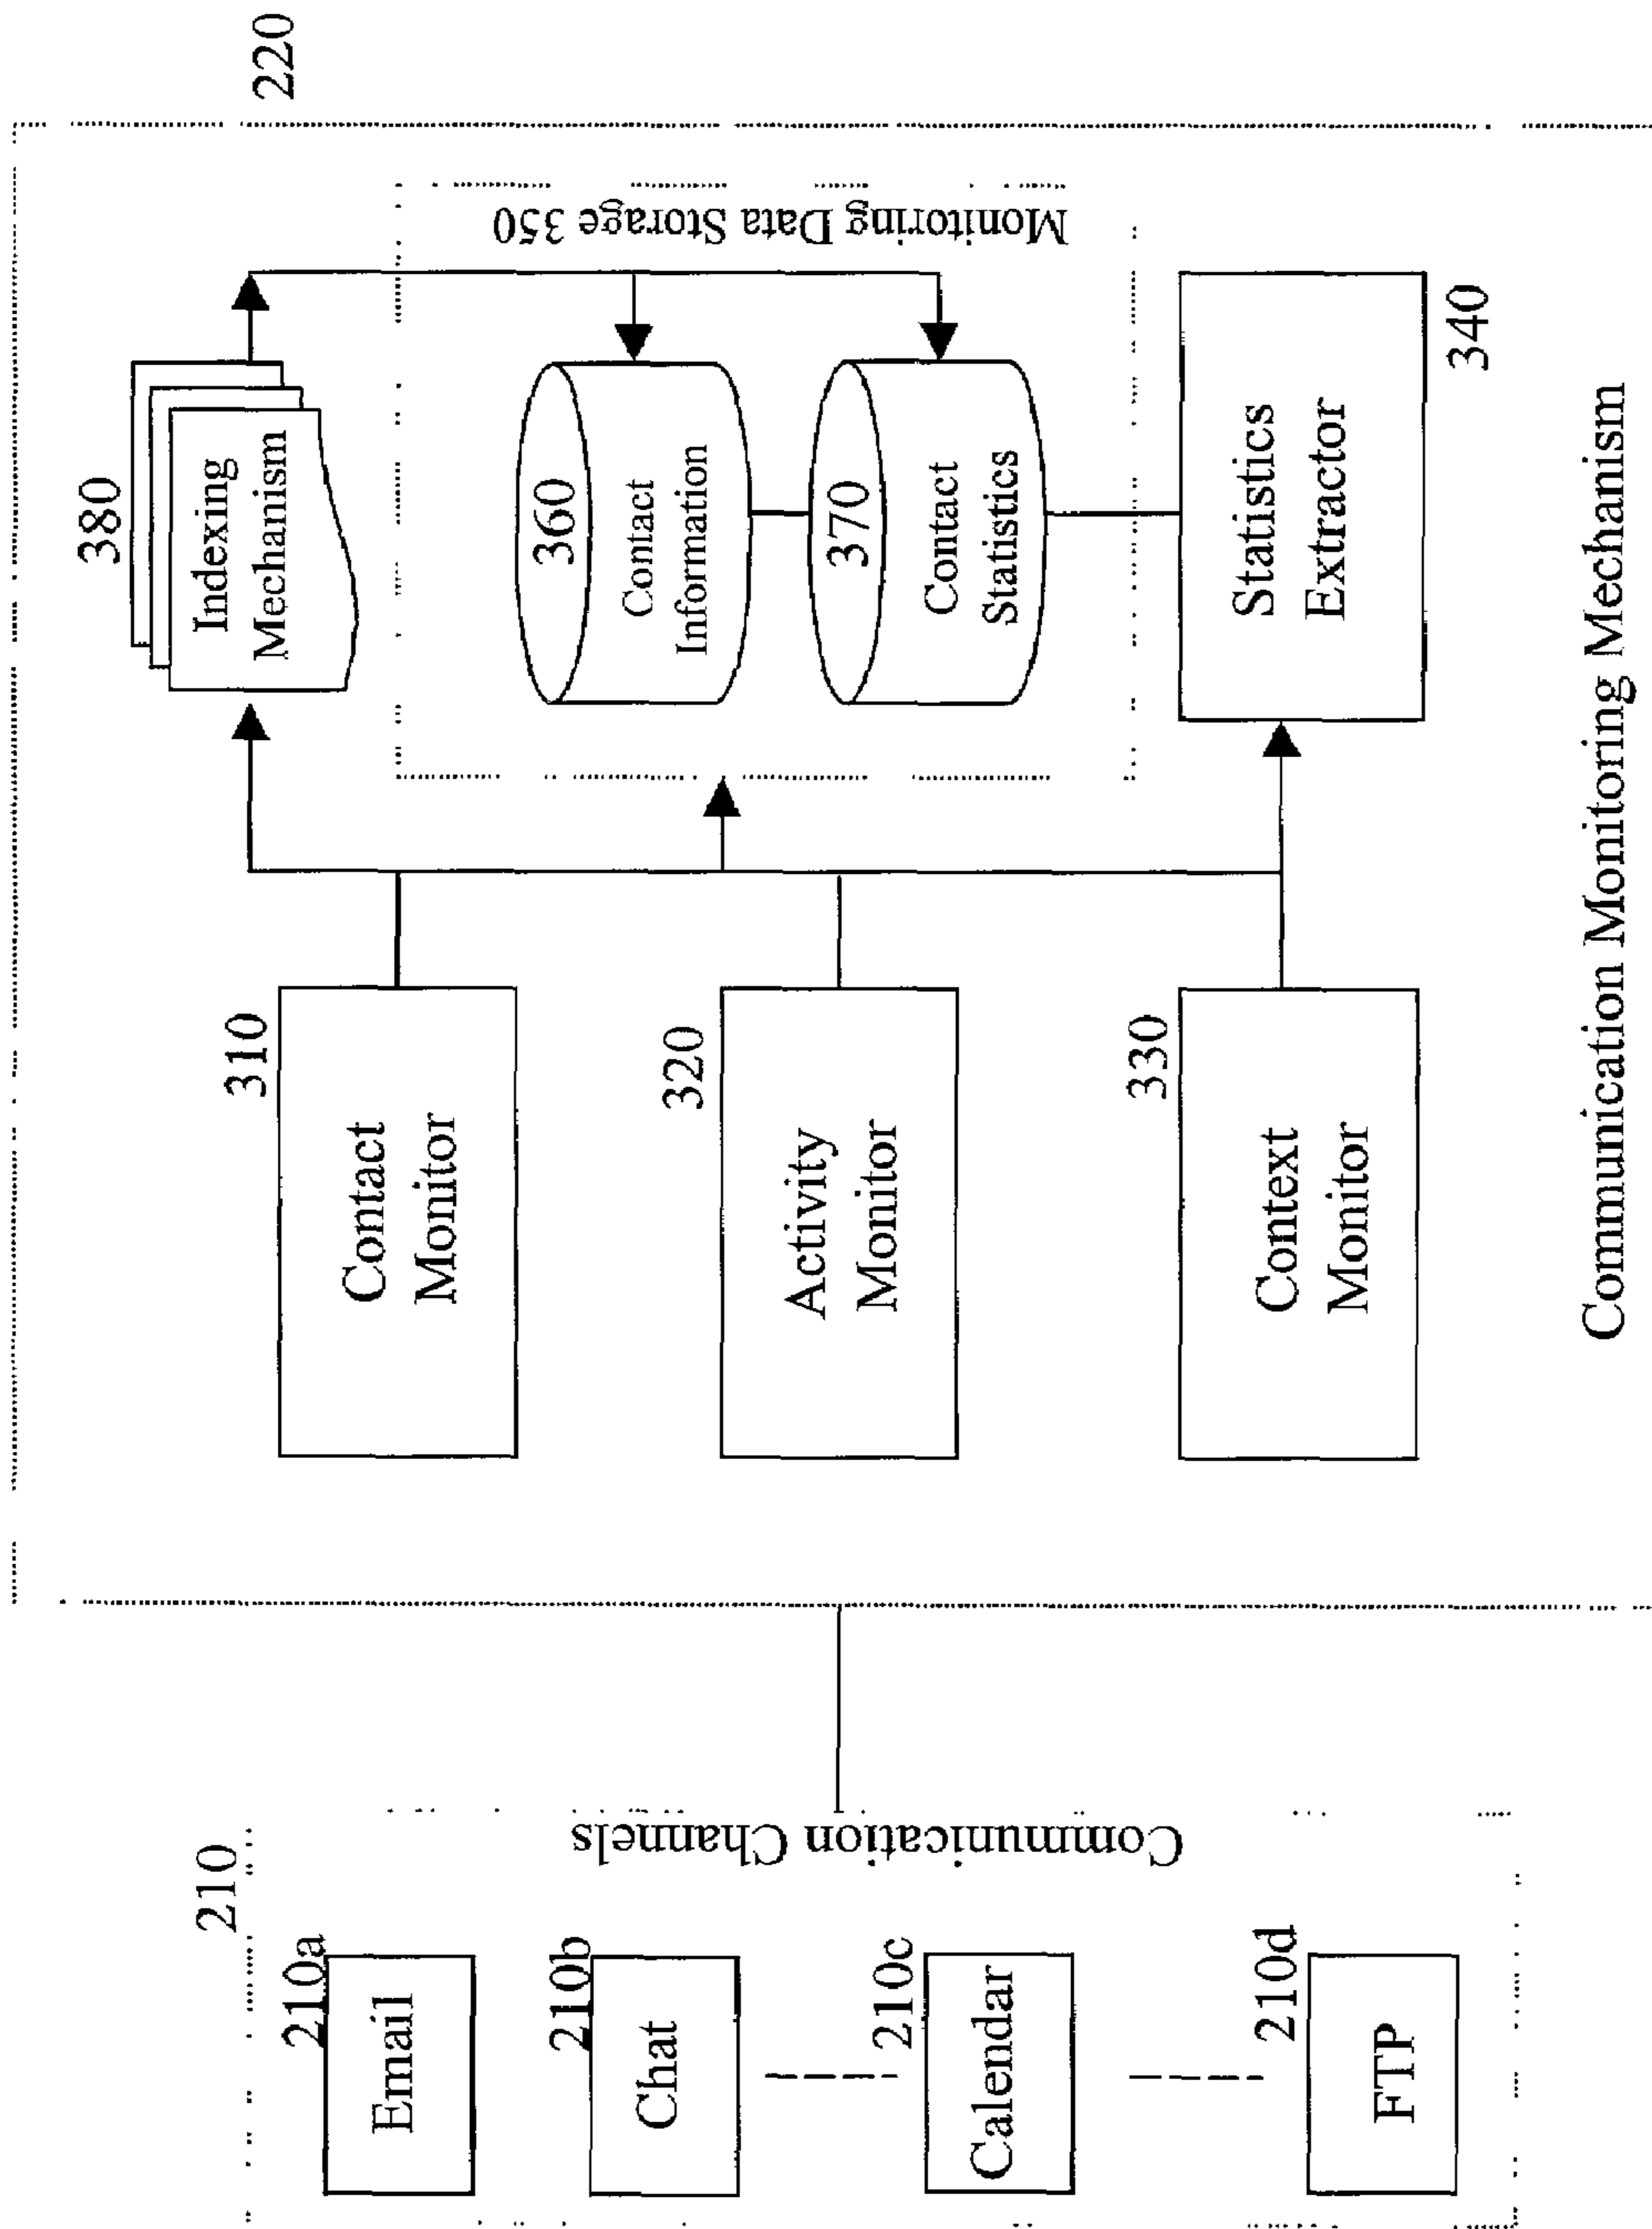 210
210a
Email
210b
Chat
210c
Calendar
210d
FTP
Communication Channels
220
310
Contact
Monitor
320
Activity
Monitor
330
Context
Monitor
380
Indexing
Mechanism
Monitoring Data Storage 350
360
Contact
Information
370
Contact
Statistics
Statistics
Extractor
340
Communication Monitoring Mechanism